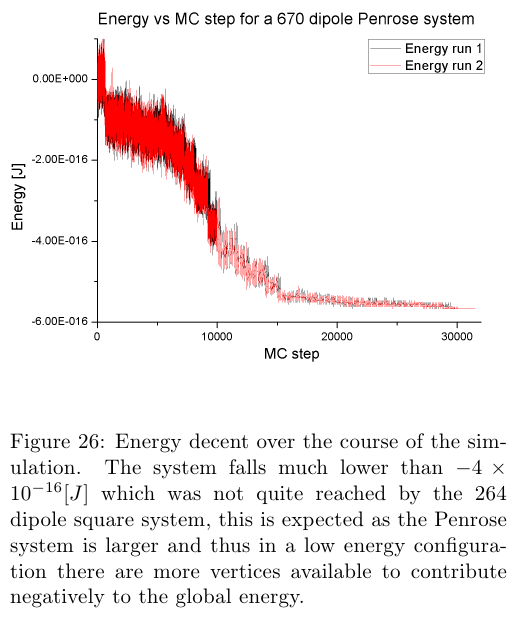 Energy vs MC step for a 670 dipole Penrose system
Energy run 1
Energy run 2
0.00E+000
-2.00E-016
-4.00E-016
-6.00E-016
Energy [J]
0
10000
20000
30000
MC step
Figure 26: Energy decent over the course of the sim-
ulation. The system falls much lower than −4 ×
10⁻¹⁶[J] which was not quite reached by the 264
dipole square system, this is expected as the Penrose
system is larger and thus in a low energy configura-
tion there are more vertices available to contribute
negatively to the global energy.